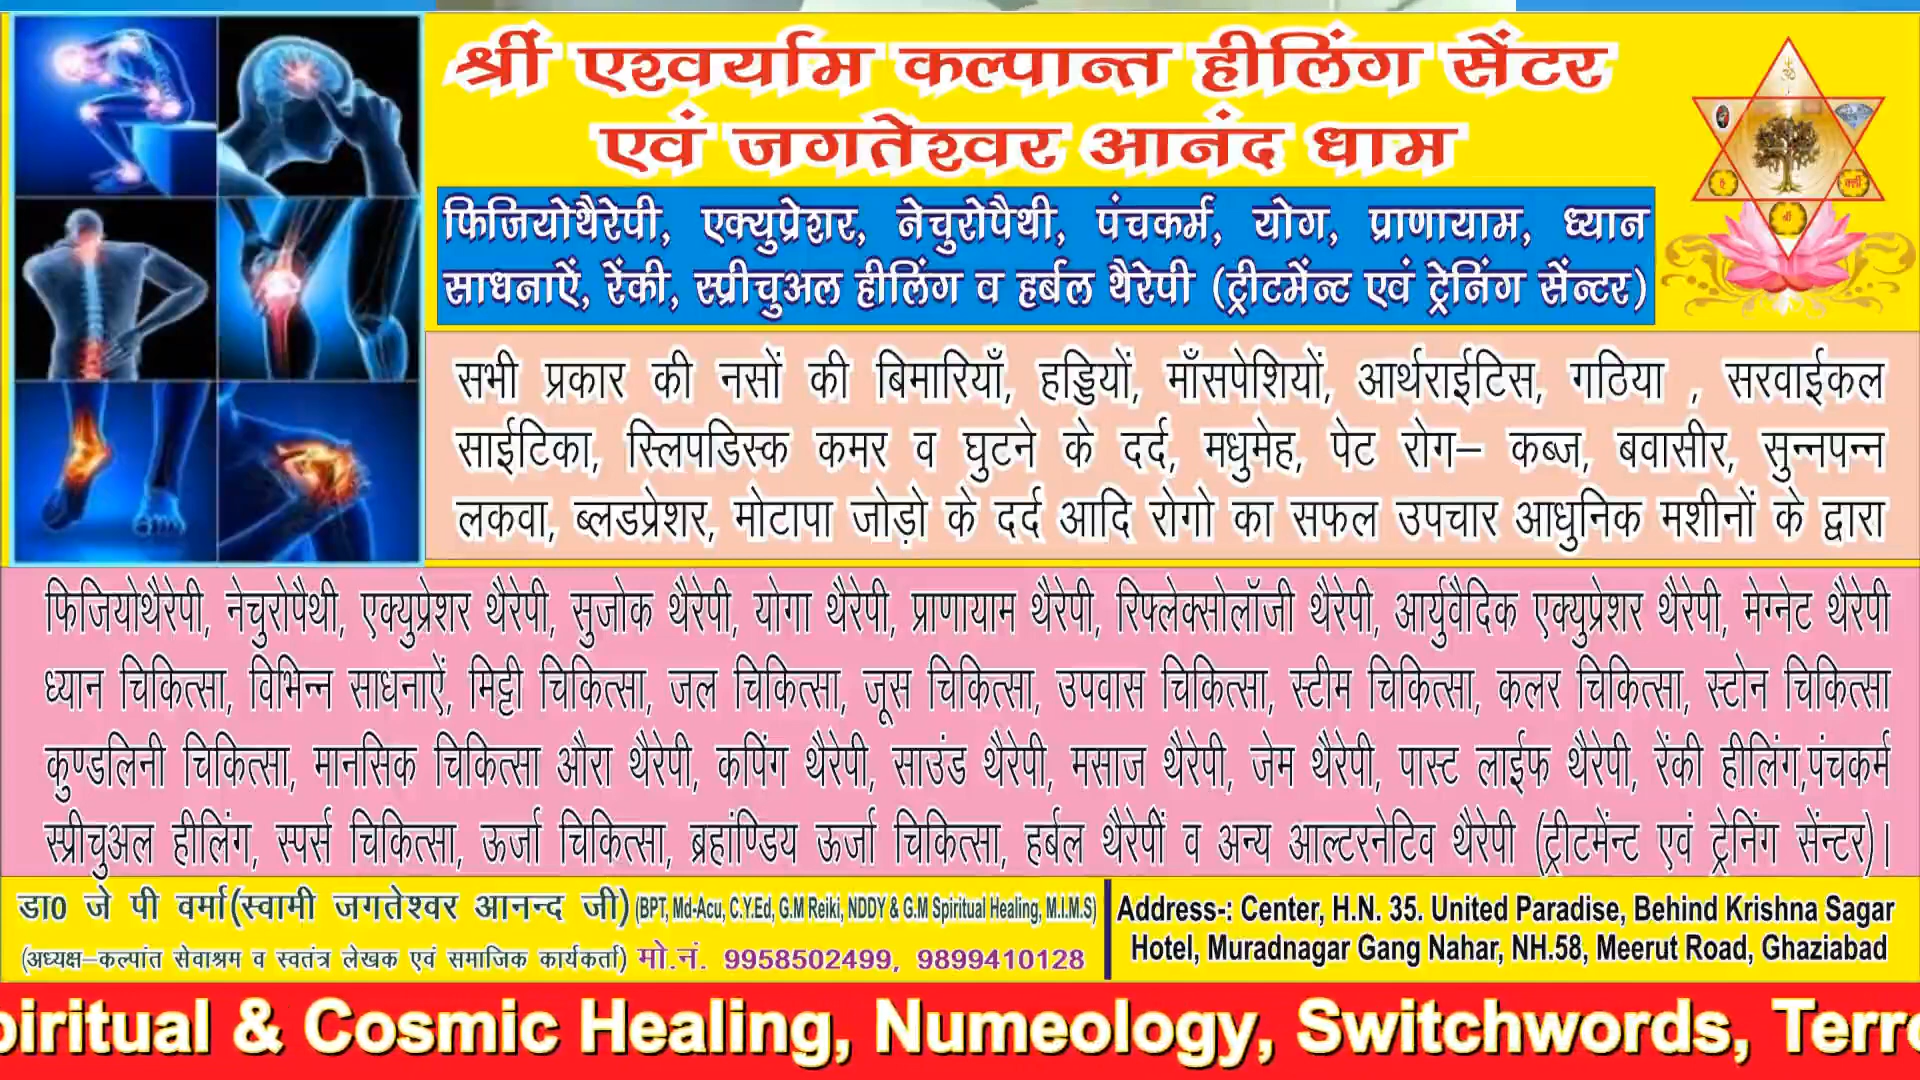 श्रीं एश्वर्याम कल्पान्त हीलिंग सेंटर
एवं जगतेश्वर आनंद धाम
फिजियोथैरेपी, एक्युप्रेशर, नेचुरोपैथी, पंचकर्म, योग, प्राणायाम, ध्यान
साधनाऐं, रेंकी, स्प्रीचुअल हीलिंग व हर्बल थैरेपी (ट्रीटमेंन्ट एवं ट्रेनिंग सेंन्टर)
सभी प्रकार की नसों की बिमारियाँ, हड्डियों, माँसपेशियों, आर्थराईटिस, गठिया , सरवाईकल
साईटिका, स्लिपडिस्क कमर व घुटने के दर्द, मधुमेह, पेट रोग– कब्ज, बवासीर, सुन्नपन्न
लकवा, ब्लडप्रेशर, मोटापा जोड़ो के दर्द आदि रोगो का सफल उपचार आधुनिक मशीनों के द्वारा
फिजियोथैरेपी, नेचुरोपैथी, एक्युप्रेशर थैरेपी, सुजोक थैरेपी, योगा थैरेपी, प्राणायाम थैरेपी, रिफ्लेक्सोलॉजी थैरेपी, आर्युवैदिक एक्युप्रेशर थैरेपी, मेग्नेट थैरेपी
ध्यान चिकित्सा, विभिन्न साधनाऐं, मिट्टी चिकित्सा, जल चिकित्सा, जूस चिकित्सा, उपवास चिकित्सा, स्टीम चिकित्सा, कलर चिकित्सा, स्टोन चिकित्सा
कुण्डलिनी चिकित्सा, मानसिक चिकित्सा औरा थैरेपी, कपिंग थैरेपी, साउंड थैरेपी, मसाज थैरेपी, जेम थैरेपी, पास्ट लाईफ थैरेपी, रेंकी हीलिंग,पंचकर्म
स्प्रीचुअल हीलिंग, स्पर्स चिकित्सा, ऊर्जा चिकित्सा, ब्रहांण्डिय ऊर्जा चिकित्सा, हर्बल थैरेपीं व अन्य आल्टरनेटिव थैरेपी (ट्रीटमेंन्ट एवं ट्रेनिंग सेंन्टर)।
डा0 जे पी वर्मा(स्वामी जगतेश्वर आनन्द जी) (BPT, Md-Acu, C.Y.Ed, G.M Reiki, NDDY & G.M Spiritual Healing, M.I.M.S)
(अध्यक्ष–कल्पांत सेवाश्रम व स्वतंत्र लेखक एवं समाजिक कार्यकर्ता) मो.नं. 9958502499, 9899410128
Address-: Center, H.N. 35. United Paradise, Behind Krishna Sagar
Hotel, Muradnagar Gang Nahar, NH.58, Meerut Road, Ghaziabad
piritual & Cosmic Healing, Numeology, Switchwords, Terro